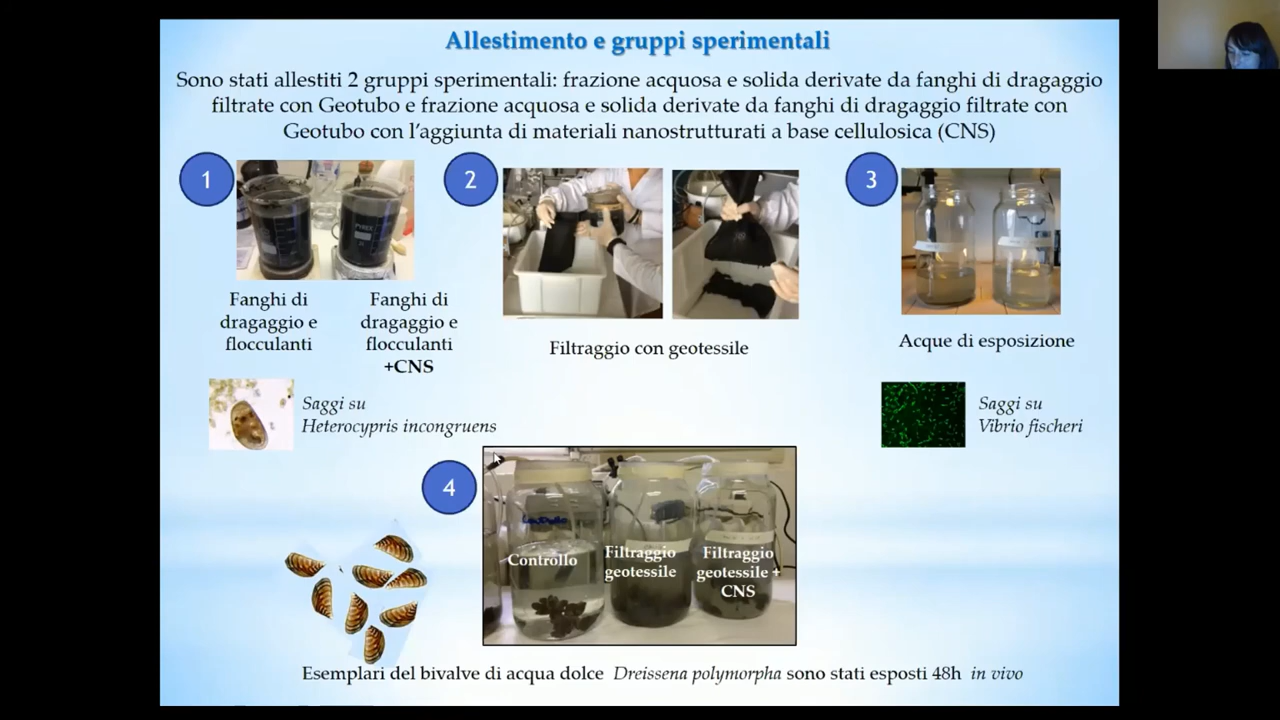 Allestimento e gruppi sperimentali
Sono stati allestiti 2 gruppi sperimentali: frazione acquosa e solida derivate da fanghi di dragaggio
filtrate con Geotubo e frazione acquosa e solida derivate da fanghi di dragaggio filtrate con
Geotubo con l'aggiunta di materiali nanostrutturati a base cellulosica (CNS)
1
2
3
Fanghi di
dragaggio e
flocculanti
Fanghi di
dragaggio e
flocculanti
+CNS
Filtraggio con geotessile
Acque di esposizione
Saggi su
Heterocypris incongruens
Saggi su
Vibrio fischeri
4
Controllo
Filtraggio
geotessile
Filtraggio
geotessile +
CNS
Esemplari del bivalve di acqua dolce Dreissena polymorpha sono stati esposti 48h in vivo